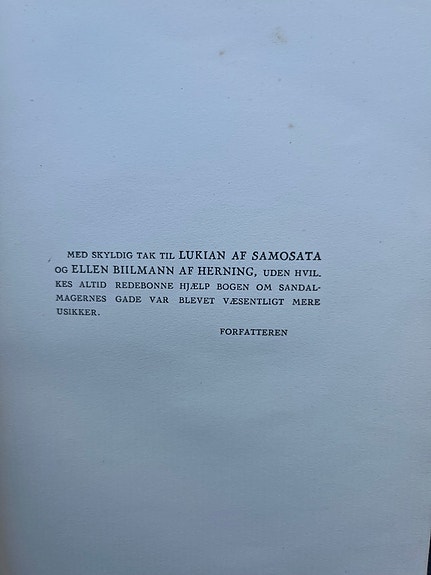 MED SKYLDIG TAK TIL LUKIAN AF SAMOSATA
OG ELLEN BIILMANN AF HERNING, UDEN HVIL-
KES ALTID REDEBONNE HJÆLP BOGEN OM SANDAL-
MAGERNES GADE VAR BLEVET VÆSENTLIGT MERE
USIKKER.
FORFATTEREN